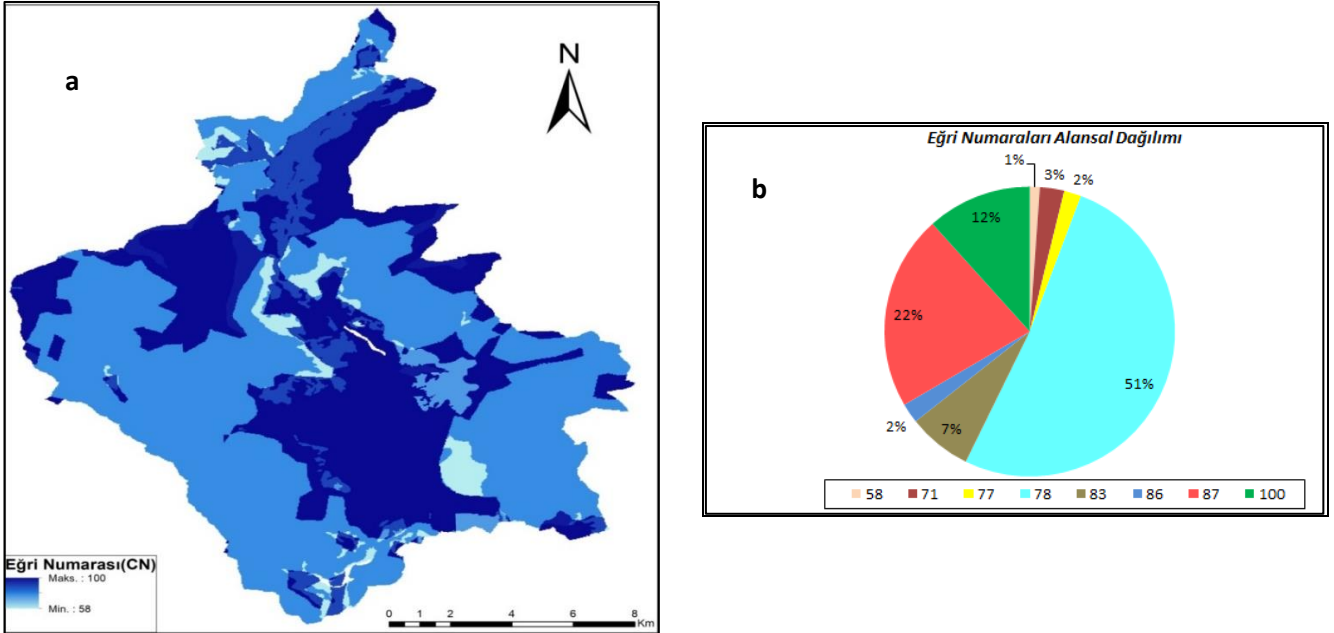 a
N
Eğri Numarası(CN)
Maks. : 100
Min. : 58
0 1 2 4 6 8
Km
b
Eğri Numaraları Alansal Dağılımı
1%
3%
2%
12%
22%
51%
2%
7%
58 71 77 78 83 86 87 100